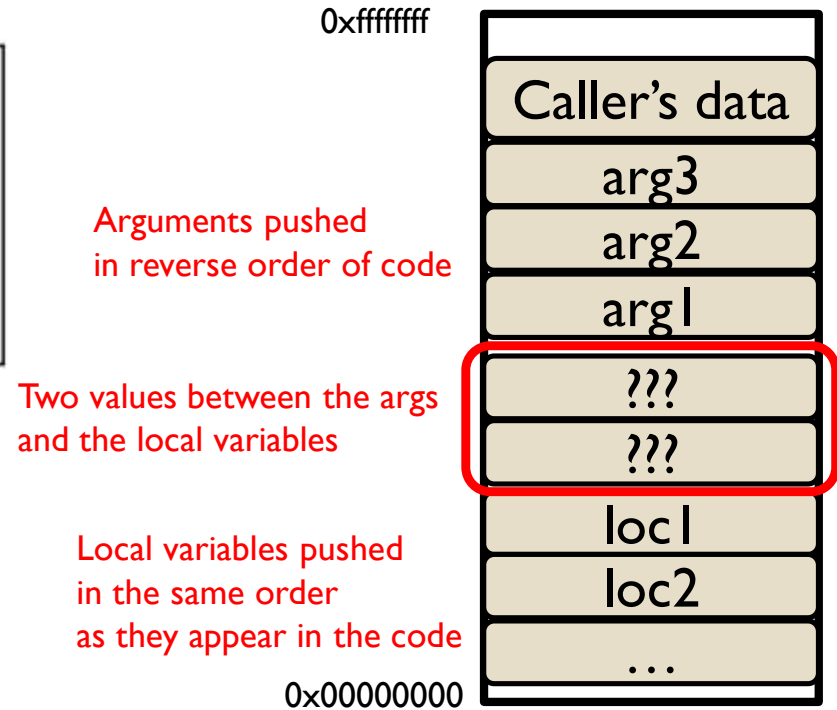 0xffffffff
Caller's data
arg3
Arguments pushed
in reverse order of code
arg2
arg1
Two values between the args
and the local variables
???
???
loc1
Local variables pushed
in the same order
as they appear in the code
loc2
...
0x00000000